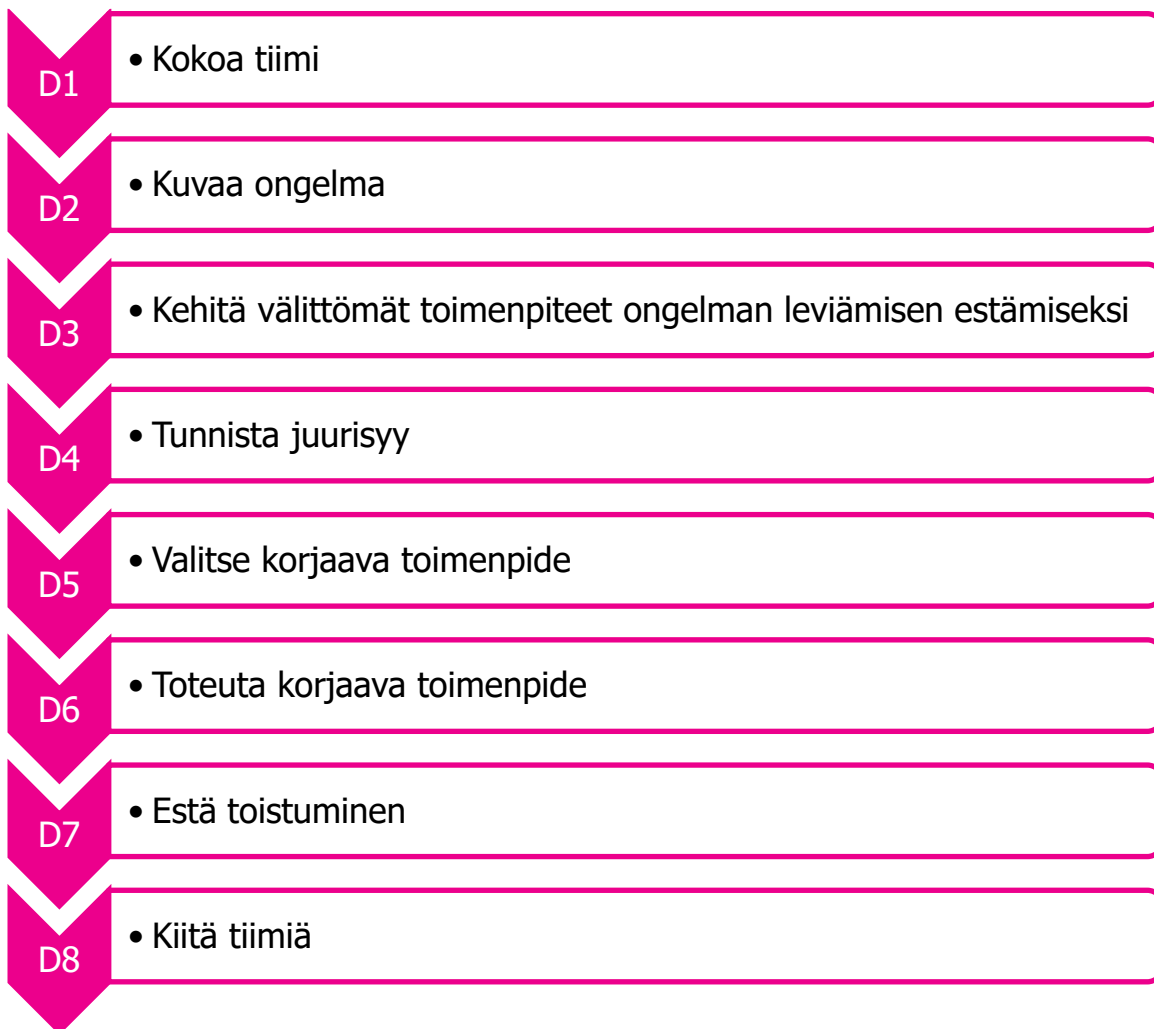 D1
• Kokoa tiimi
D2
• Kuvaa ongelma
D3
• Kehitä välittömät toimenpiteet ongelman leviämisen estämiseksi
D4
• Tunnista juurisyy
D5
• Valitse korjaava toimenpide
D6
• Toteuta korjaava toimenpide
D7
• Estä toistuminen
D8
• Kiitä tiimiä